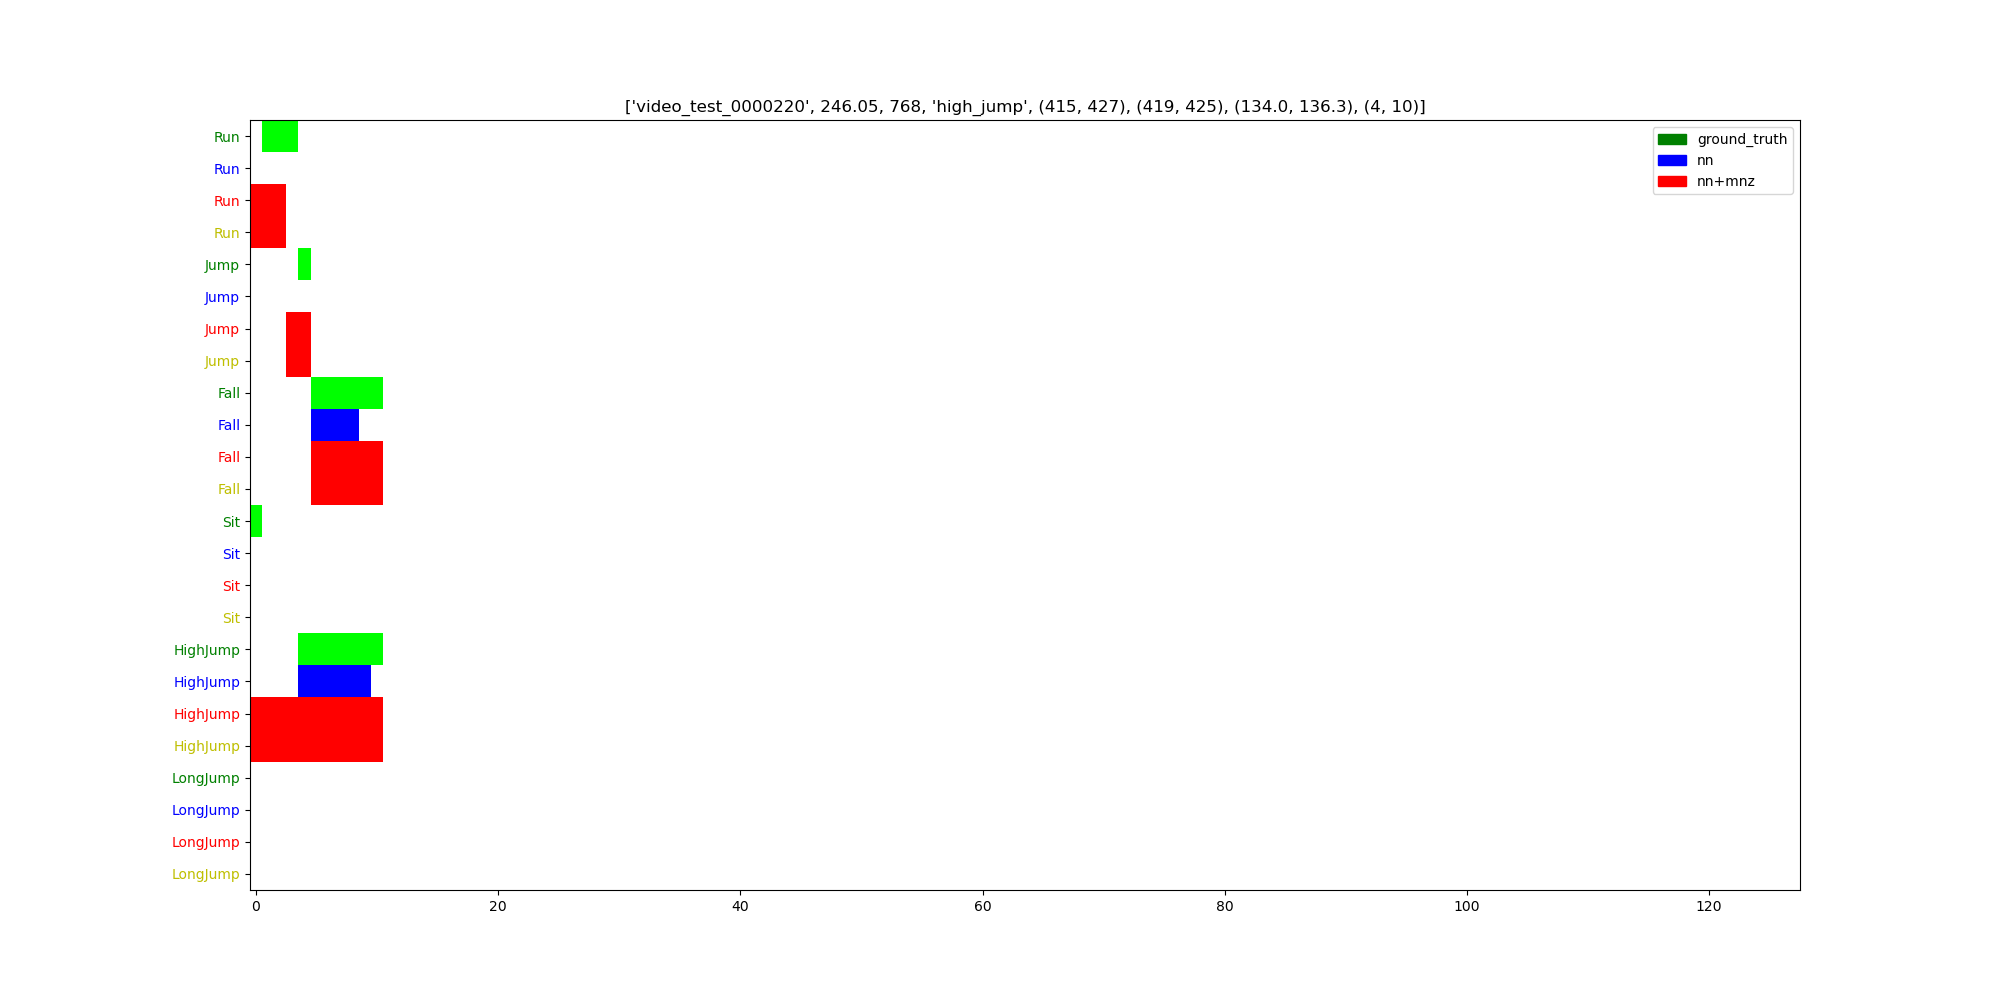 ['video_test_0000220', 246.05, 768, 'high_jump', (415, 427), (419, 425), (134.0, 136.3), (4, 10)]
ground_truth
nn
nn+mnz
Run
Run
Run
Run
Jump
Jump
Jump
Jump
Fall
Fall
Fall
Fall
Sit
Sit
Sit
Sit
HighJump
HighJump
HighJump
HighJump
LongJump
LongJump
LongJump
LongJump
0 20 40 60 80 100 120